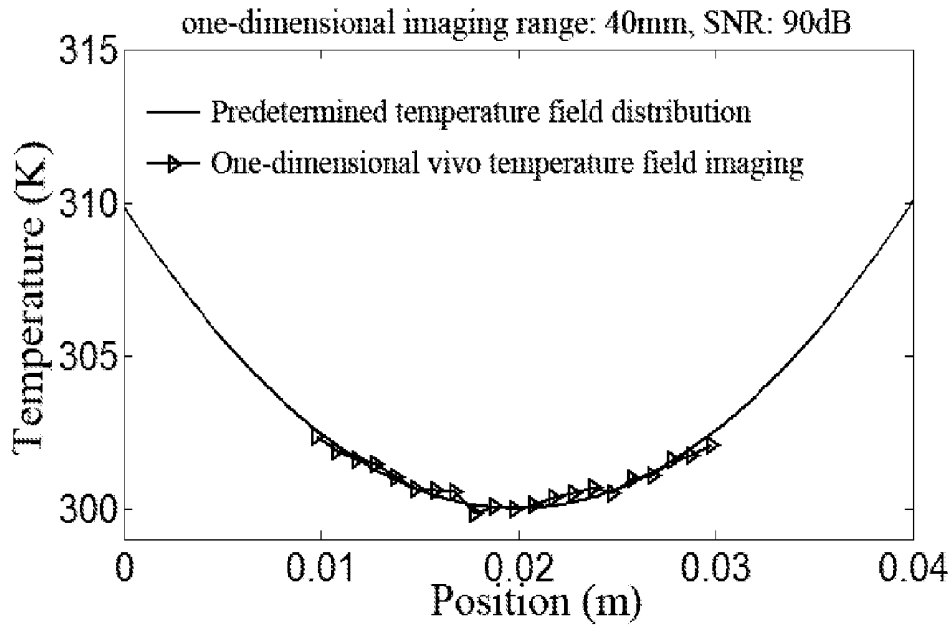 one-dimensional imaging range: 40mm, SNR: 90dB
315
Predetermined temperature field distribution
One-dimensional vivo temperature field imaging
310
305
300
Temperature (K)
0
0.01
0.02
0.03
0.04
Position (m)